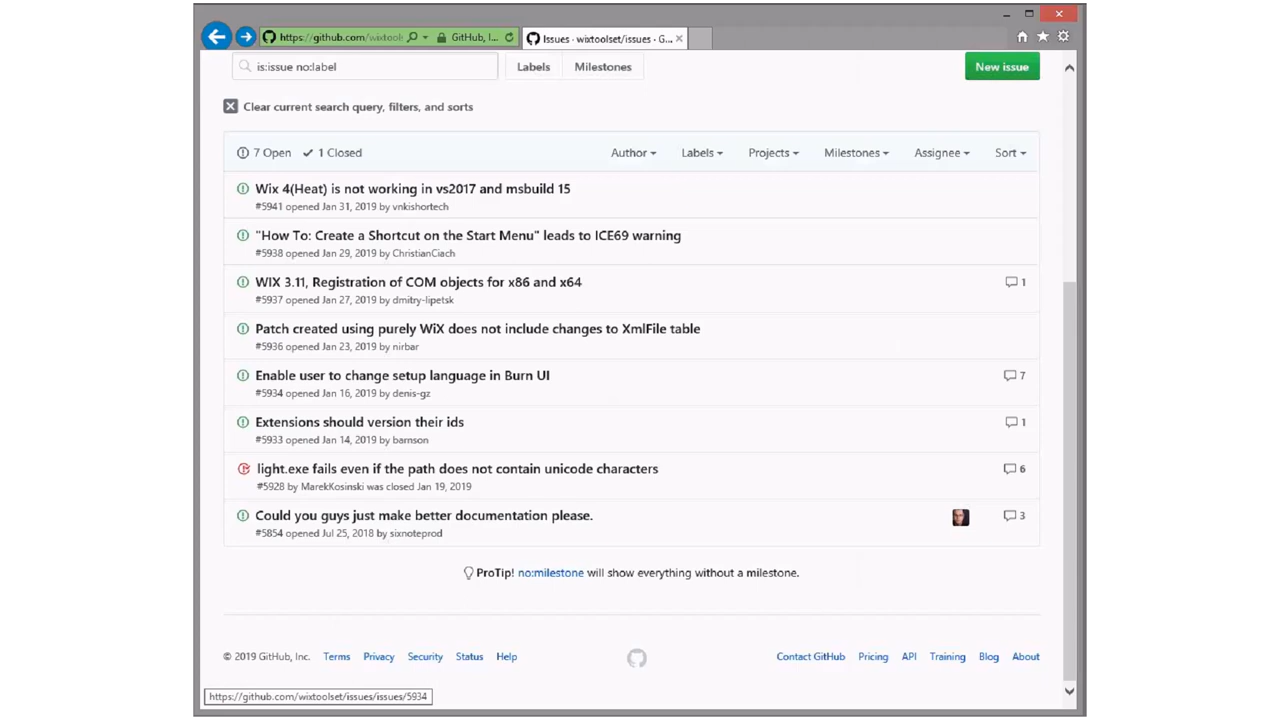 https://github.com/wixtools GitHub, I... Issues · wixtoolset/issues · G...
is:issue no:label Labels Milestones New issue
Clear current search query, filters, and sorts
7 Open 1 Closed Author Labels Projects Milestones Assignee Sort
Wix 4(Heat) is not working in vs2017 and msbuild 15
#5941 opened Jan 31, 2019 by vnkishortech
"How To: Create a Shortcut on the Start Menu" leads to ICE69 warning
#5938 opened Jan 29, 2019 by ChristianCiach
WIX 3.11, Registration of COM objects for x86 and x64 1
#5937 opened Jan 27, 2019 by dmitry-lipetsk
Patch created using purely WiX does not include changes to XmlFile table
#5936 opened Jan 23, 2019 by nirbar
Enable user to change setup language in Burn UI 7
#5934 opened Jan 16, 2019 by denis-gz
Extensions should version their ids 1
#5933 opened Jan 14, 2019 by barnson
light.exe fails even if the path does not contain unicode characters 6
#5928 by MarekKosinski was closed Jan 19, 2019
Could you guys just make better documentation please. 3
#5854 opened Jul 25, 2018 by sixnoteprod
ProTip! no:milestone will show everything without a milestone.
© 2019 GitHub, Inc. Terms Privacy Security Status Help Contact GitHub Pricing API Training Blog About
https://github.com/wixtoolset/issues/issues/5934